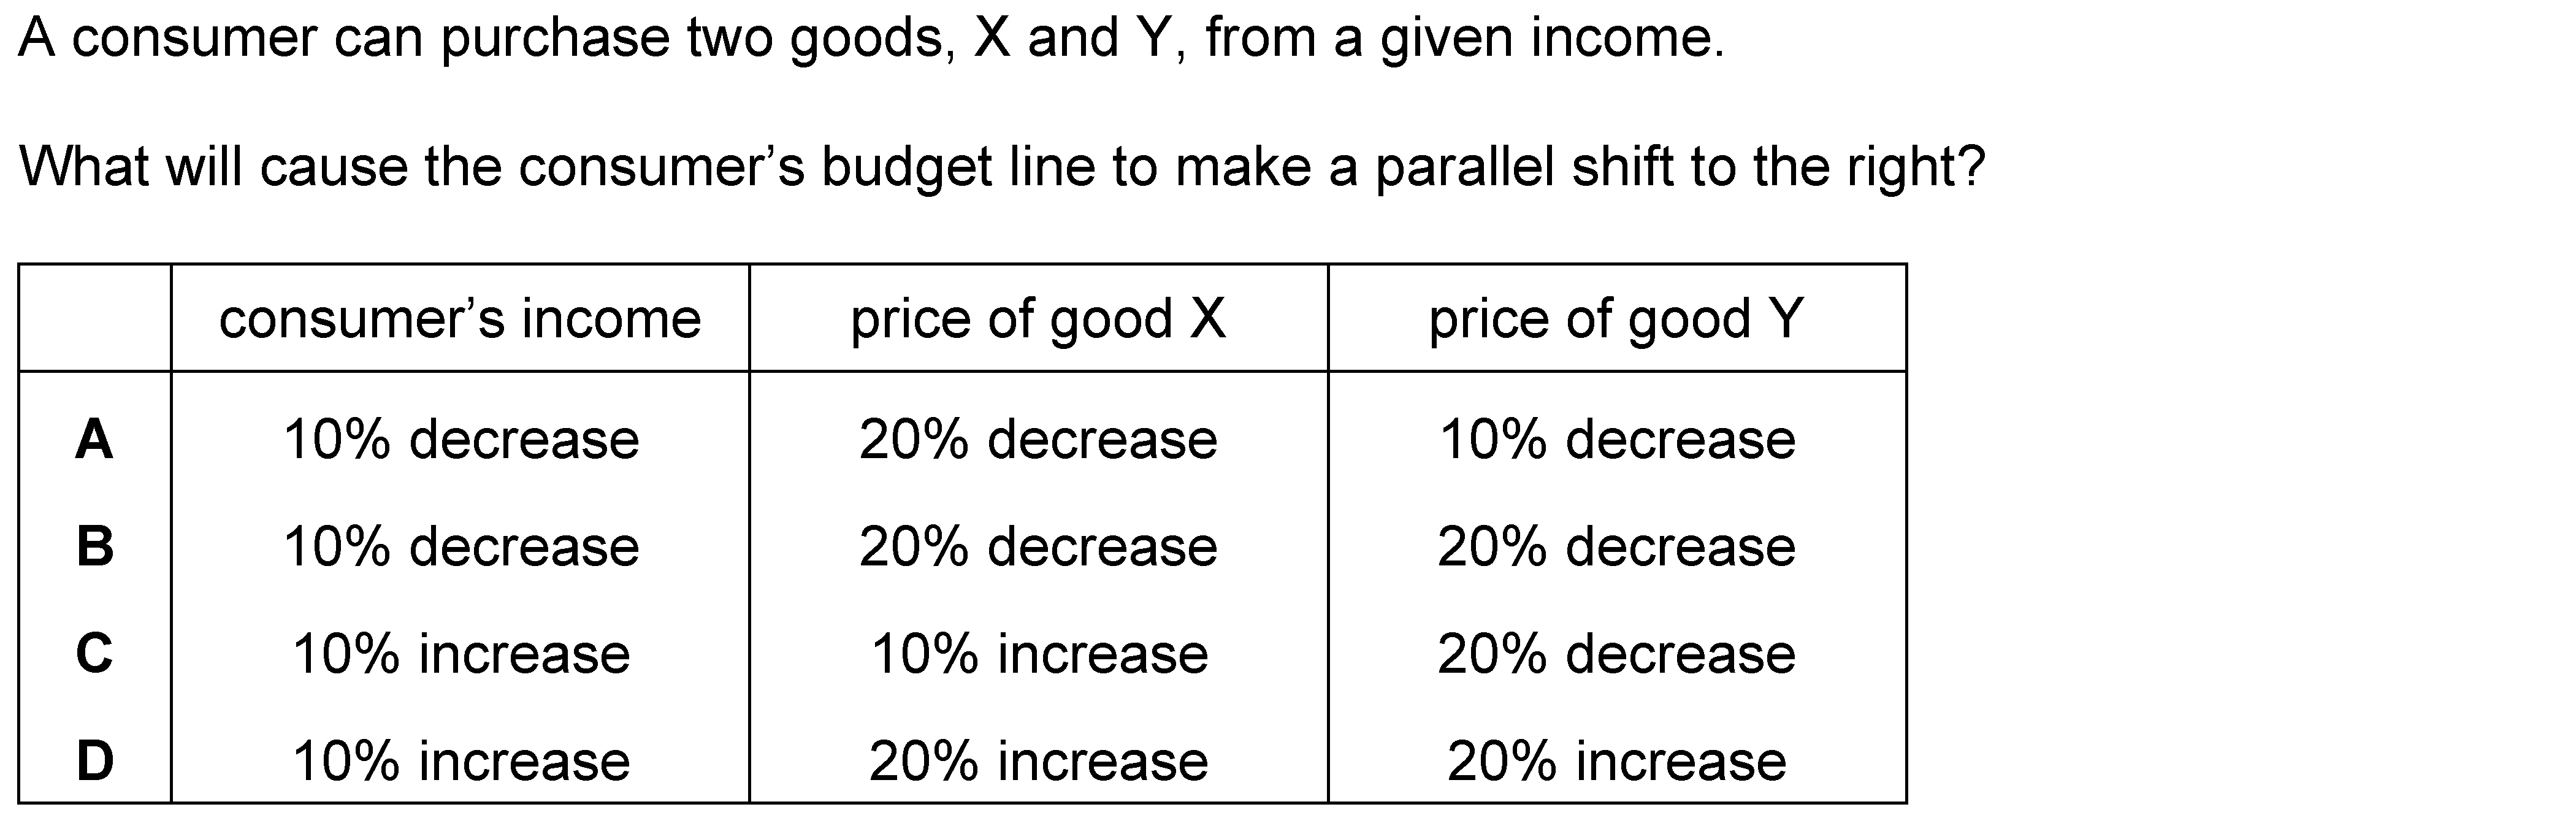 A consumer can purchase two goods, X and Y, from a given income.
What will cause the consumer’s budget line to make a parallel shift to the right?
consumer’s income price of good X price of good Y
A 10% decrease 20% decrease 10% decrease
B 10% decrease 20% decrease 20% decrease
C 10% increase 10% increase 20% decrease
D 10% increase 20% increase 20% increase